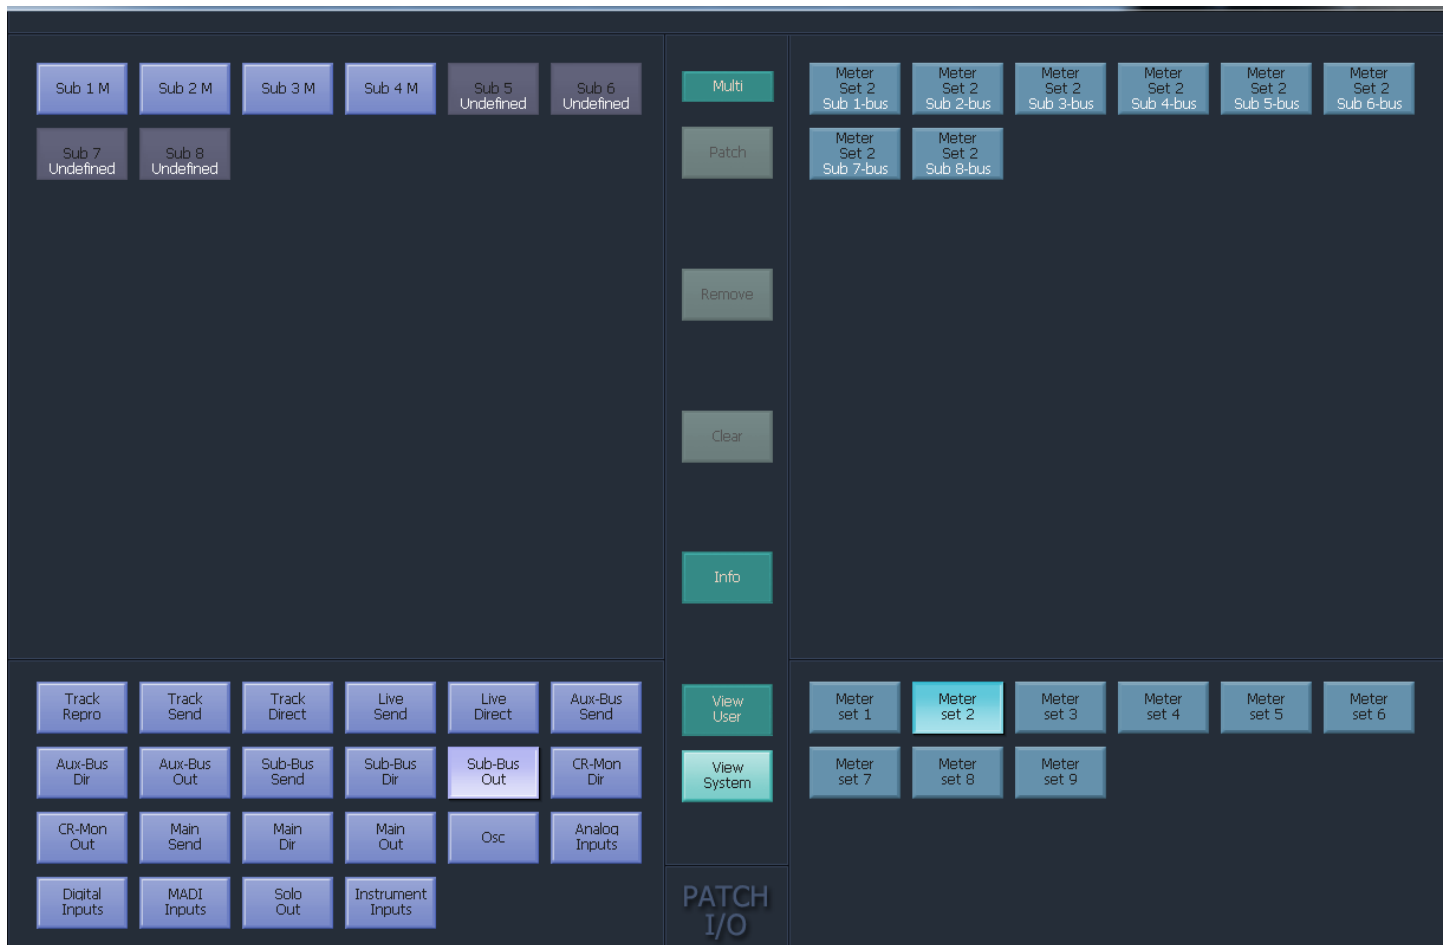 Sub 1 M
Sub 2 M
Sub 3 M
Sub 4 M
Sub 5
Undefined
Sub 6
Undefined
Sub 7
Undefined
Sub 8
Undefined
Multi
Patch
Remove
Clear
Info
View
User
View
System
PATCH
I/O
Meter
Set 2
Sub 1-bus
Meter
Set 2
Sub 2-bus
Meter
Set 2
Sub 3-bus
Meter
Set 2
Sub 4-bus
Meter
Set 2
Sub 5-bus
Meter
Set 2
Sub 6-bus
Meter
Set 2
Sub 7-bus
Meter
Set 2
Sub 8-bus
Track
Repro
Track
Send
Track
Direct
Live
Send
Live
Direct
Aux-Bus
Send
Aux-Bus
Dir
Aux-Bus
Out
Sub-Bus
Send
Sub-Bus
Dir
Sub-Bus
Out
CR-Mon
Dir
CR-Mon
Out
Main
Send
Main
Dir
Main
Out
Osc
Analog
Inputs
Digital
Inputs
MADI
Inputs
Solo
Out
Instrument
Inputs
Meter
set 1
Meter
set 2
Meter
set 3
Meter
set 4
Meter
set 5
Meter
set 6
Meter
set 7
Meter
set 8
Meter
set 9